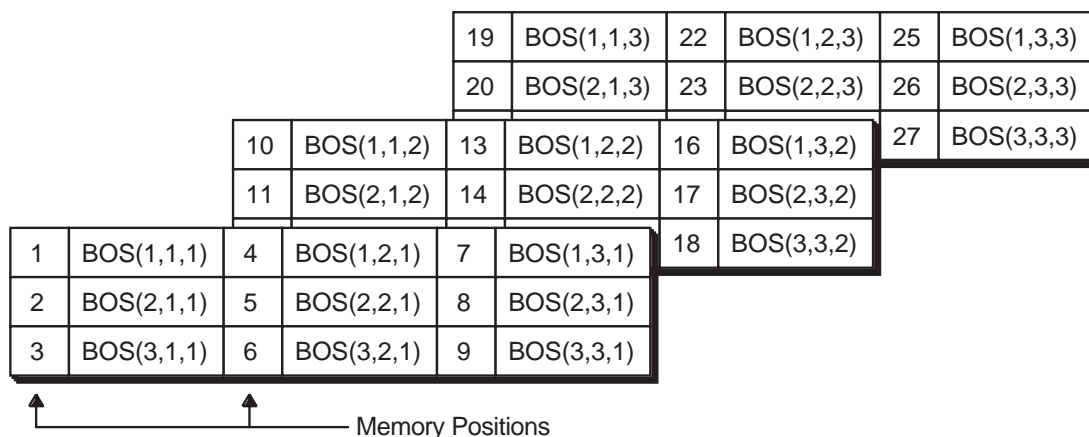 19 BOS(1,1,3) 22 BOS(1,2,3) 25 BOS(1,3,3)
20 BOS(2,1,3) 23 BOS(2,2,3) 26 BOS(2,3,3)
27 BOS(3,3,3)
10 BOS(1,1,2) 13 BOS(1,2,2) 16 BOS(1,3,2)
11 BOS(2,1,2) 14 BOS(2,2,2) 17 BOS(2,3,2)
18 BOS(3,3,2)
1 BOS(1,1,1) 4 BOS(1,2,1) 7 BOS(1,3,1)
2 BOS(2,1,1) 5 BOS(2,2,1) 8 BOS(2,3,1)
3 BOS(3,1,1) 6 BOS(3,2,1) 9 BOS(3,3,1)
Memory Positions